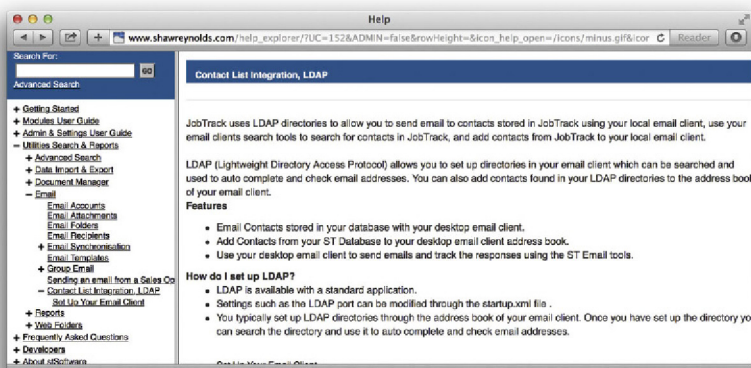 Help
www.shawreynolds.com/help_explorer/?UC=152&ADMIN=false&rowHeight=&icon_help_open=/icons/minus.gif&icor
Reader
Search For:
GO
Advanced Search
+ Getting Started
+ Modules User Guide
+ Admin & Settings User Guide
− Utilities Search & Reports
+ Advanced Search
+ Data Import & Export
+ Document Manager
− Email
Email Accounts
Email Attachments
Email Folders
Email Recipients
+ Email Synchronisation
Email Templates
+ Group Email
Sending an email from a Sales Co
− Contact List Integration, LDAP
Set Up Your Email Client
+ Reports
+ Web Folders
+ Frequently Asked Questions
+ Developers
+ About stSoftware
Contact List Integration, LDAP
JobTrack uses LDAP directories to allow you to send email to contacts stored in JobTrack using your local email client, use your
email clients search tools to search for contacts in JobTrack, and add contacts from JobTrack to your local email client.
LDAP (Lightweight Directory Access Protocol) allows you to set up directories in your email client which can be searched and
used to auto complete and check email addresses. You can also add contacts found in your LDAP directories to the address book
of your email client.
Features
• Email Contacts stored in your database with your desktop email client.
• Add Contacts from your ST Database to your desktop email client address book.
• Use your desktop email client to send emails and track the responses using the ST Email tools.
How do I set up LDAP?
• LDAP is available with a standard application.
• Settings such as the LDAP port can be modified through the startup.xml file .
• You typically set up LDAP directories through the address book of your email client. Once you have set up the directory yo
can search the directory and use it to auto complete and check email addresses.
Set Up Your Email Client